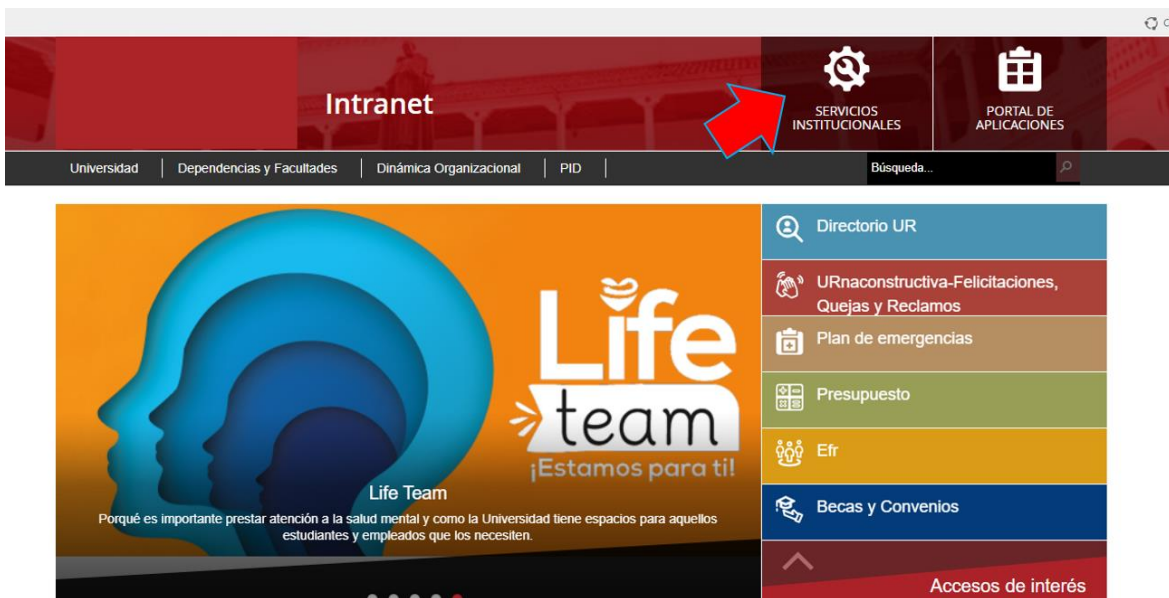 Intranet
SERVICIOS
INSTITUCIONALES
PORTAL DE
APLICACIONES
Universidad
Dependencias y Facultades
Dinámica Organizacional
PID
Búsqueda...
Life
team
¡Estamos para ti!
Life Team
Porqué es importante prestar atención a la salud mental y como la Universidad tiene espacios para aquellos
estudiantes y empleados que los necesiten.
Directorio UR
URnaconstructiva-Felicitaciones,
Quejas y Reclamos
Plan de emergencias
Presupuesto
Efr
Becas y Convenios
Accesos de interés